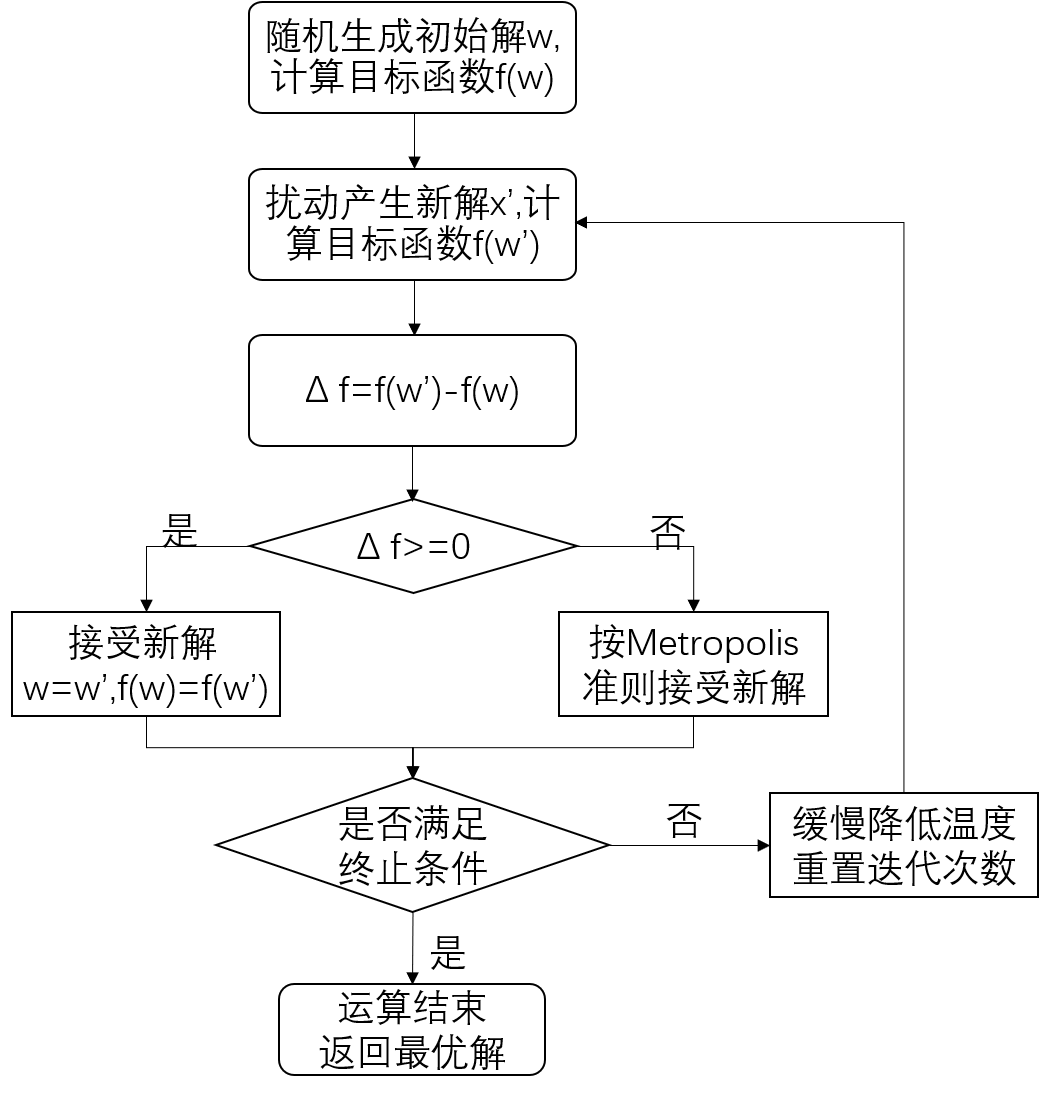 随机生成初始解w,
计算目标函数f(w)
扰动产生新解x’,计
算目标函数f(w’)
Δ f=f(w’)-f(w)
Δ f>=0
是
否
接受新解
w=w’,f(w)=f(w’)
按Metropolis
准则接受新解
是否满足
终止条件
否
缓慢降低温度
重置迭代次数
是
运算结束
返回最优解